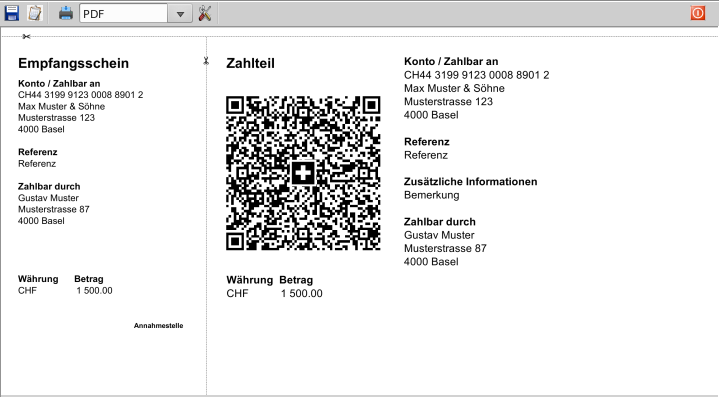 PDF
Empfangsschein
Konto / Zahlbar an
CH44 3199 9123 0008 8901 2
Max Muster & Söhne
Musterstrasse 123
4000 Basel
Referenz
Referenz
Zahlbar durch
Gustav Muster
Musterstrasse 87
4000 Basel
Währung Betrag
CHF 1 500.00
Annahmestelle
Zahlteil
Währung Betrag
CHF 1 500.00
Konto / Zahlbar an
CH44 3199 9123 0008 8901 2
Max Muster & Söhne
Musterstrasse 123
4000 Basel
Referenz
Referenz
Zusätzliche Informationen
Bemerkung
Zahlbar durch
Gustav Muster
Musterstrasse 87
4000 Basel